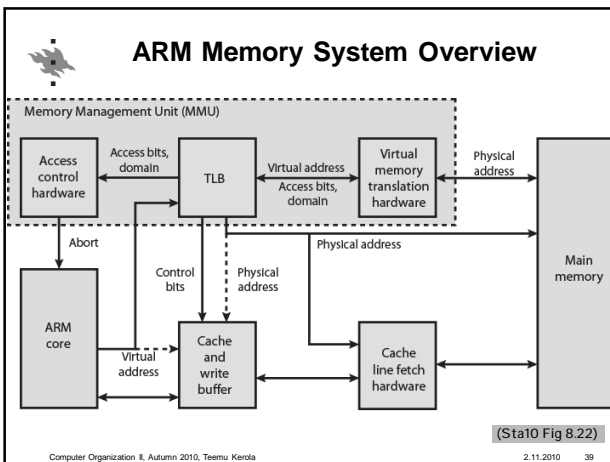 ARM Memory System Overview
Memory Management Unit (MMU)
Access
control
hardware
Access bits,
domain
TLB
Virtual address
Access bits,
domain
Virtual
memory
translation
hardware
Physical
address
Abort
Control
bits
Physical
address
Physical address
Main
memory
ARM
core
Virtual
address
Cache
and
write
buffer
Cache
line fetch
hardware
(Sta10 Fig 8.22)
Computer Organization II, Autumn 2010, Teemu Kerola
2.11.2010
39